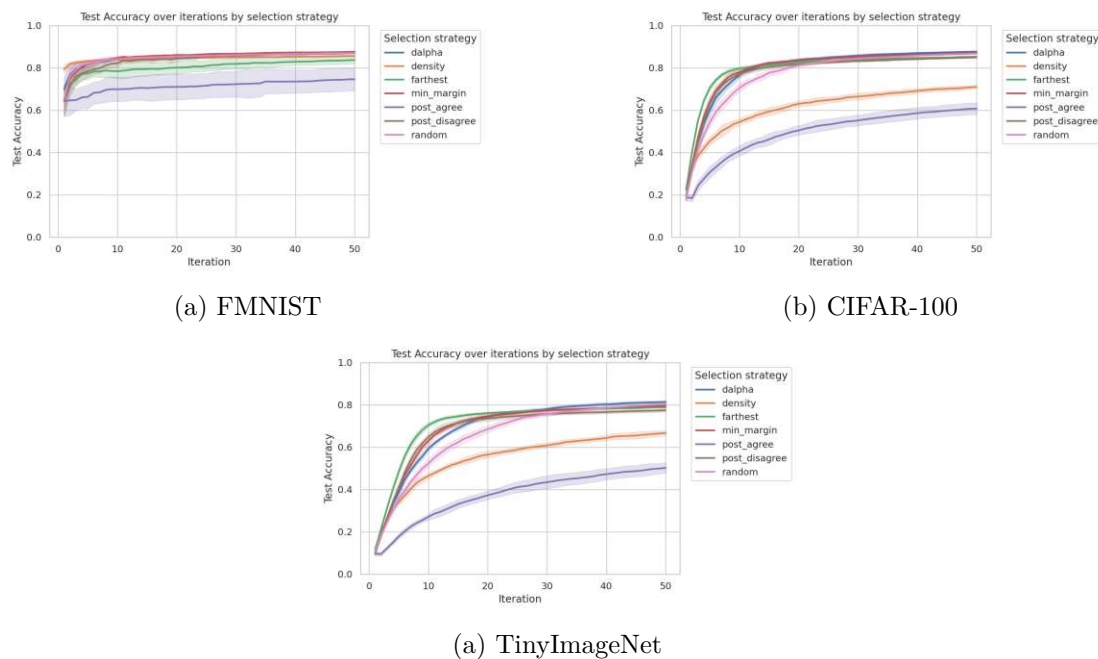 Test Accuracy over iterations by selection strategy
1.0
0.8
0.6
0.4
0.2
0.0
Test Accuracy
0 10 20 30 40 50
Iteration
Selection strategy
dalpha
density
farthest
min_margin
post_agree
post_disagree
random
(a) FMNIST
Test Accuracy over iterations by selection strategy
1.0
0.8
0.6
0.4
0.2
0.0
Test Accuracy
0 10 20 30 40 50
Iteration
Selection strategy
dalpha
density
farthest
min_margin
post_agree
post_disagree
random
(b) CIFAR-100
Test Accuracy over iterations by selection strategy
1.0
0.8
0.6
0.4
0.2
0.0
Test Accuracy
0 10 20 30 40 50
Iteration
Selection strategy
dalpha
density
farthest
min_margin
post_agree
post_disagree
random
(a) TinyImageNet